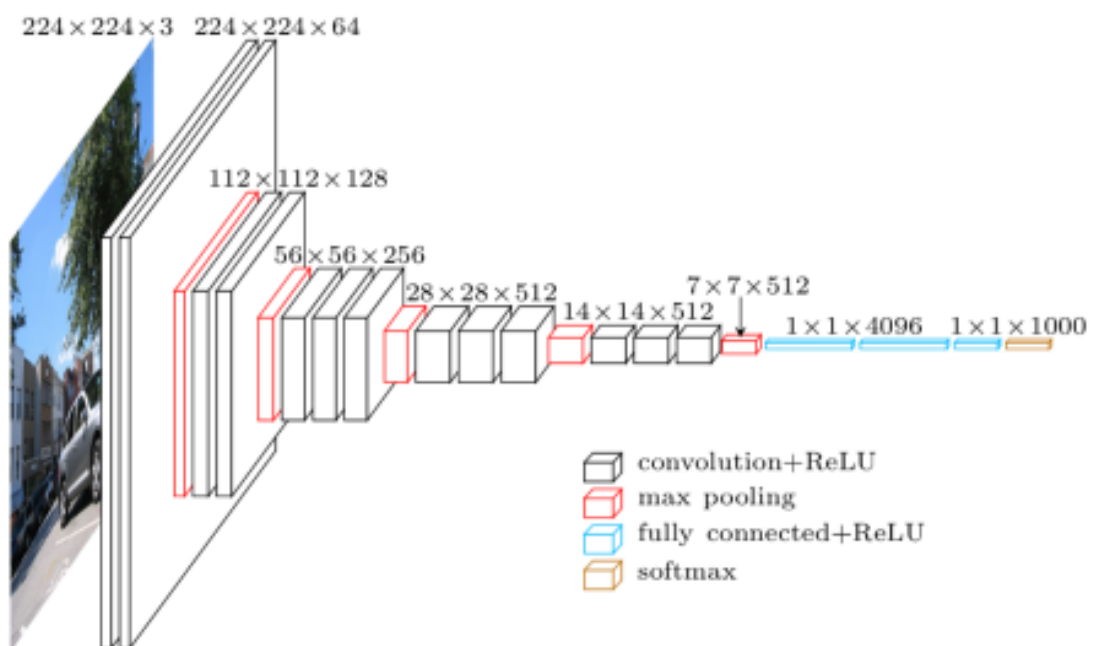 224×224×3
224×224×64
112×112×128
56×56×256
28×28×512
14×14×512
7×7×512
1×1×4096
1×1×1000
convolution+ReLU
max pooling
fully connected+ReLU
softmax